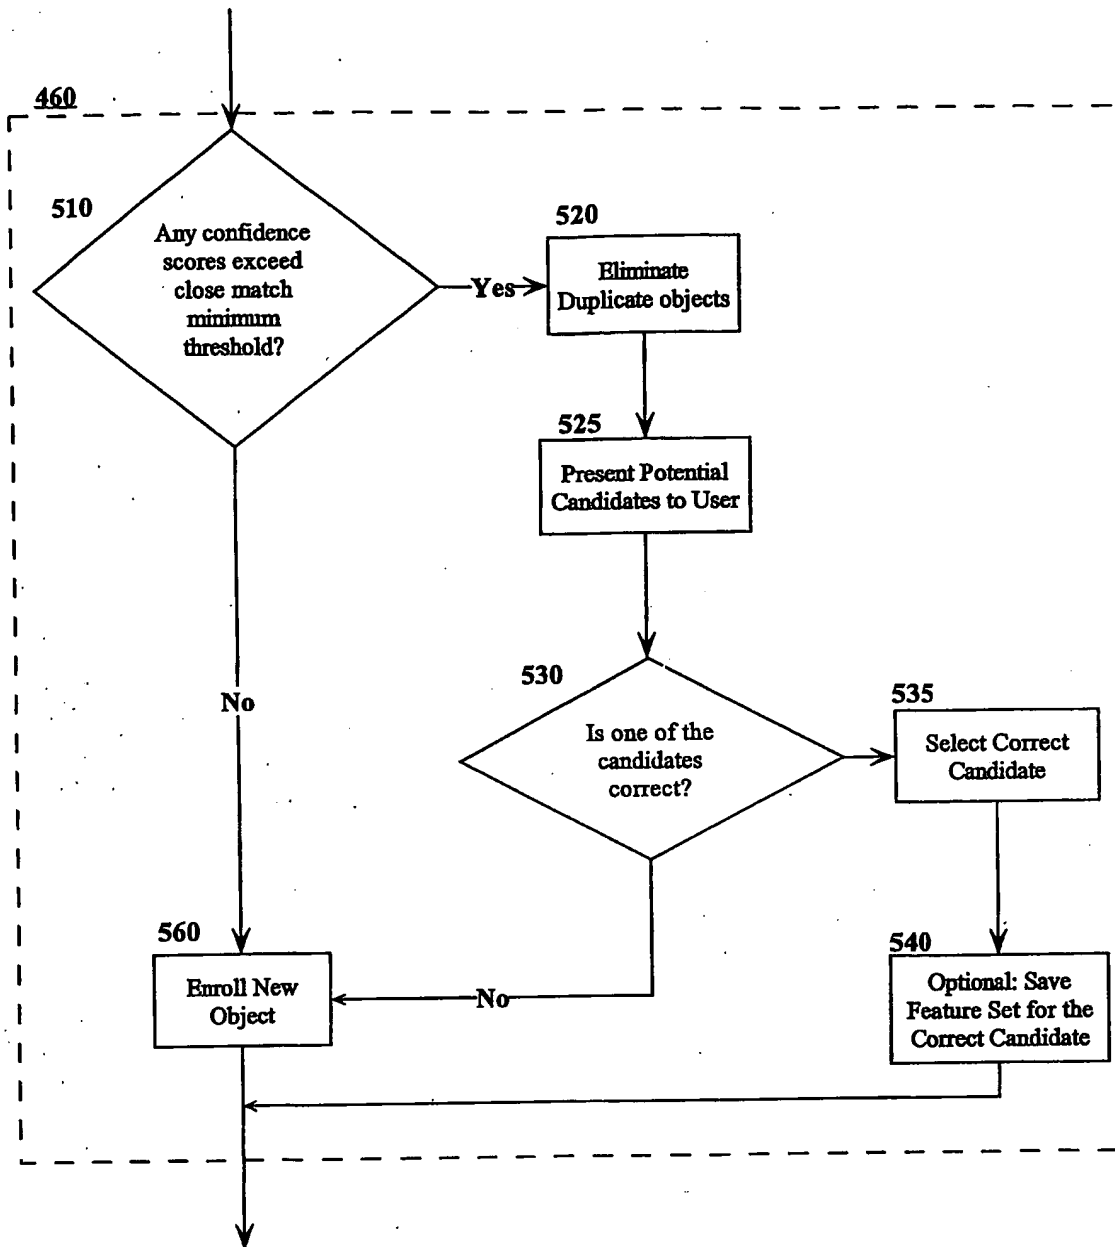 460
510
Any confidence
scores exceed
close match
minimum
threshold?
Yes
520
Eliminate
Duplicate objects
525
Present Potential
Candidates to User
530
Is one of the
candidates
correct?
535
Select Correct
Candidate
540
Optional: Save
Feature Set for the
Correct Candidate
No
No
560
Enroll New
Object